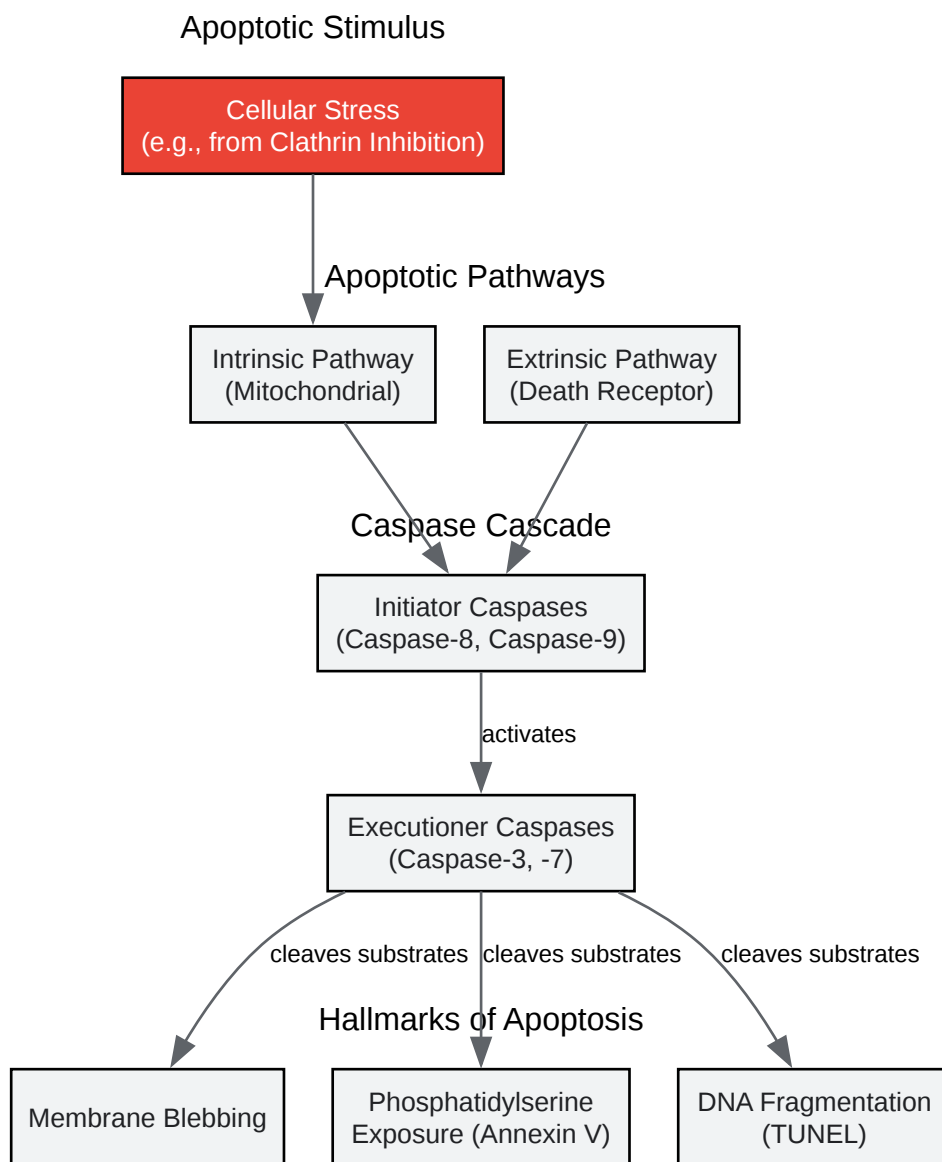 Apoptotic Stimulus
Cellular Stress
(e.g., from Clathrin Inhibition)
Apoptotic Pathways
Intrinsic Pathway
(Mitochondrial)
Extrinsic Pathway
(Death Receptor)
Caspase Cascade
Initiator Caspases
(Caspase-8, Caspase-9)
activates
Executioner Caspases
(Caspase-3, -7)
cleaves substrates
cleaves substrates
cleaves substrates
Hallmarks of Apoptosis
Membrane Blebbing
Phosphatidylserine
Exposure (Annexin V)
DNA Fragmentation
(TUNEL)